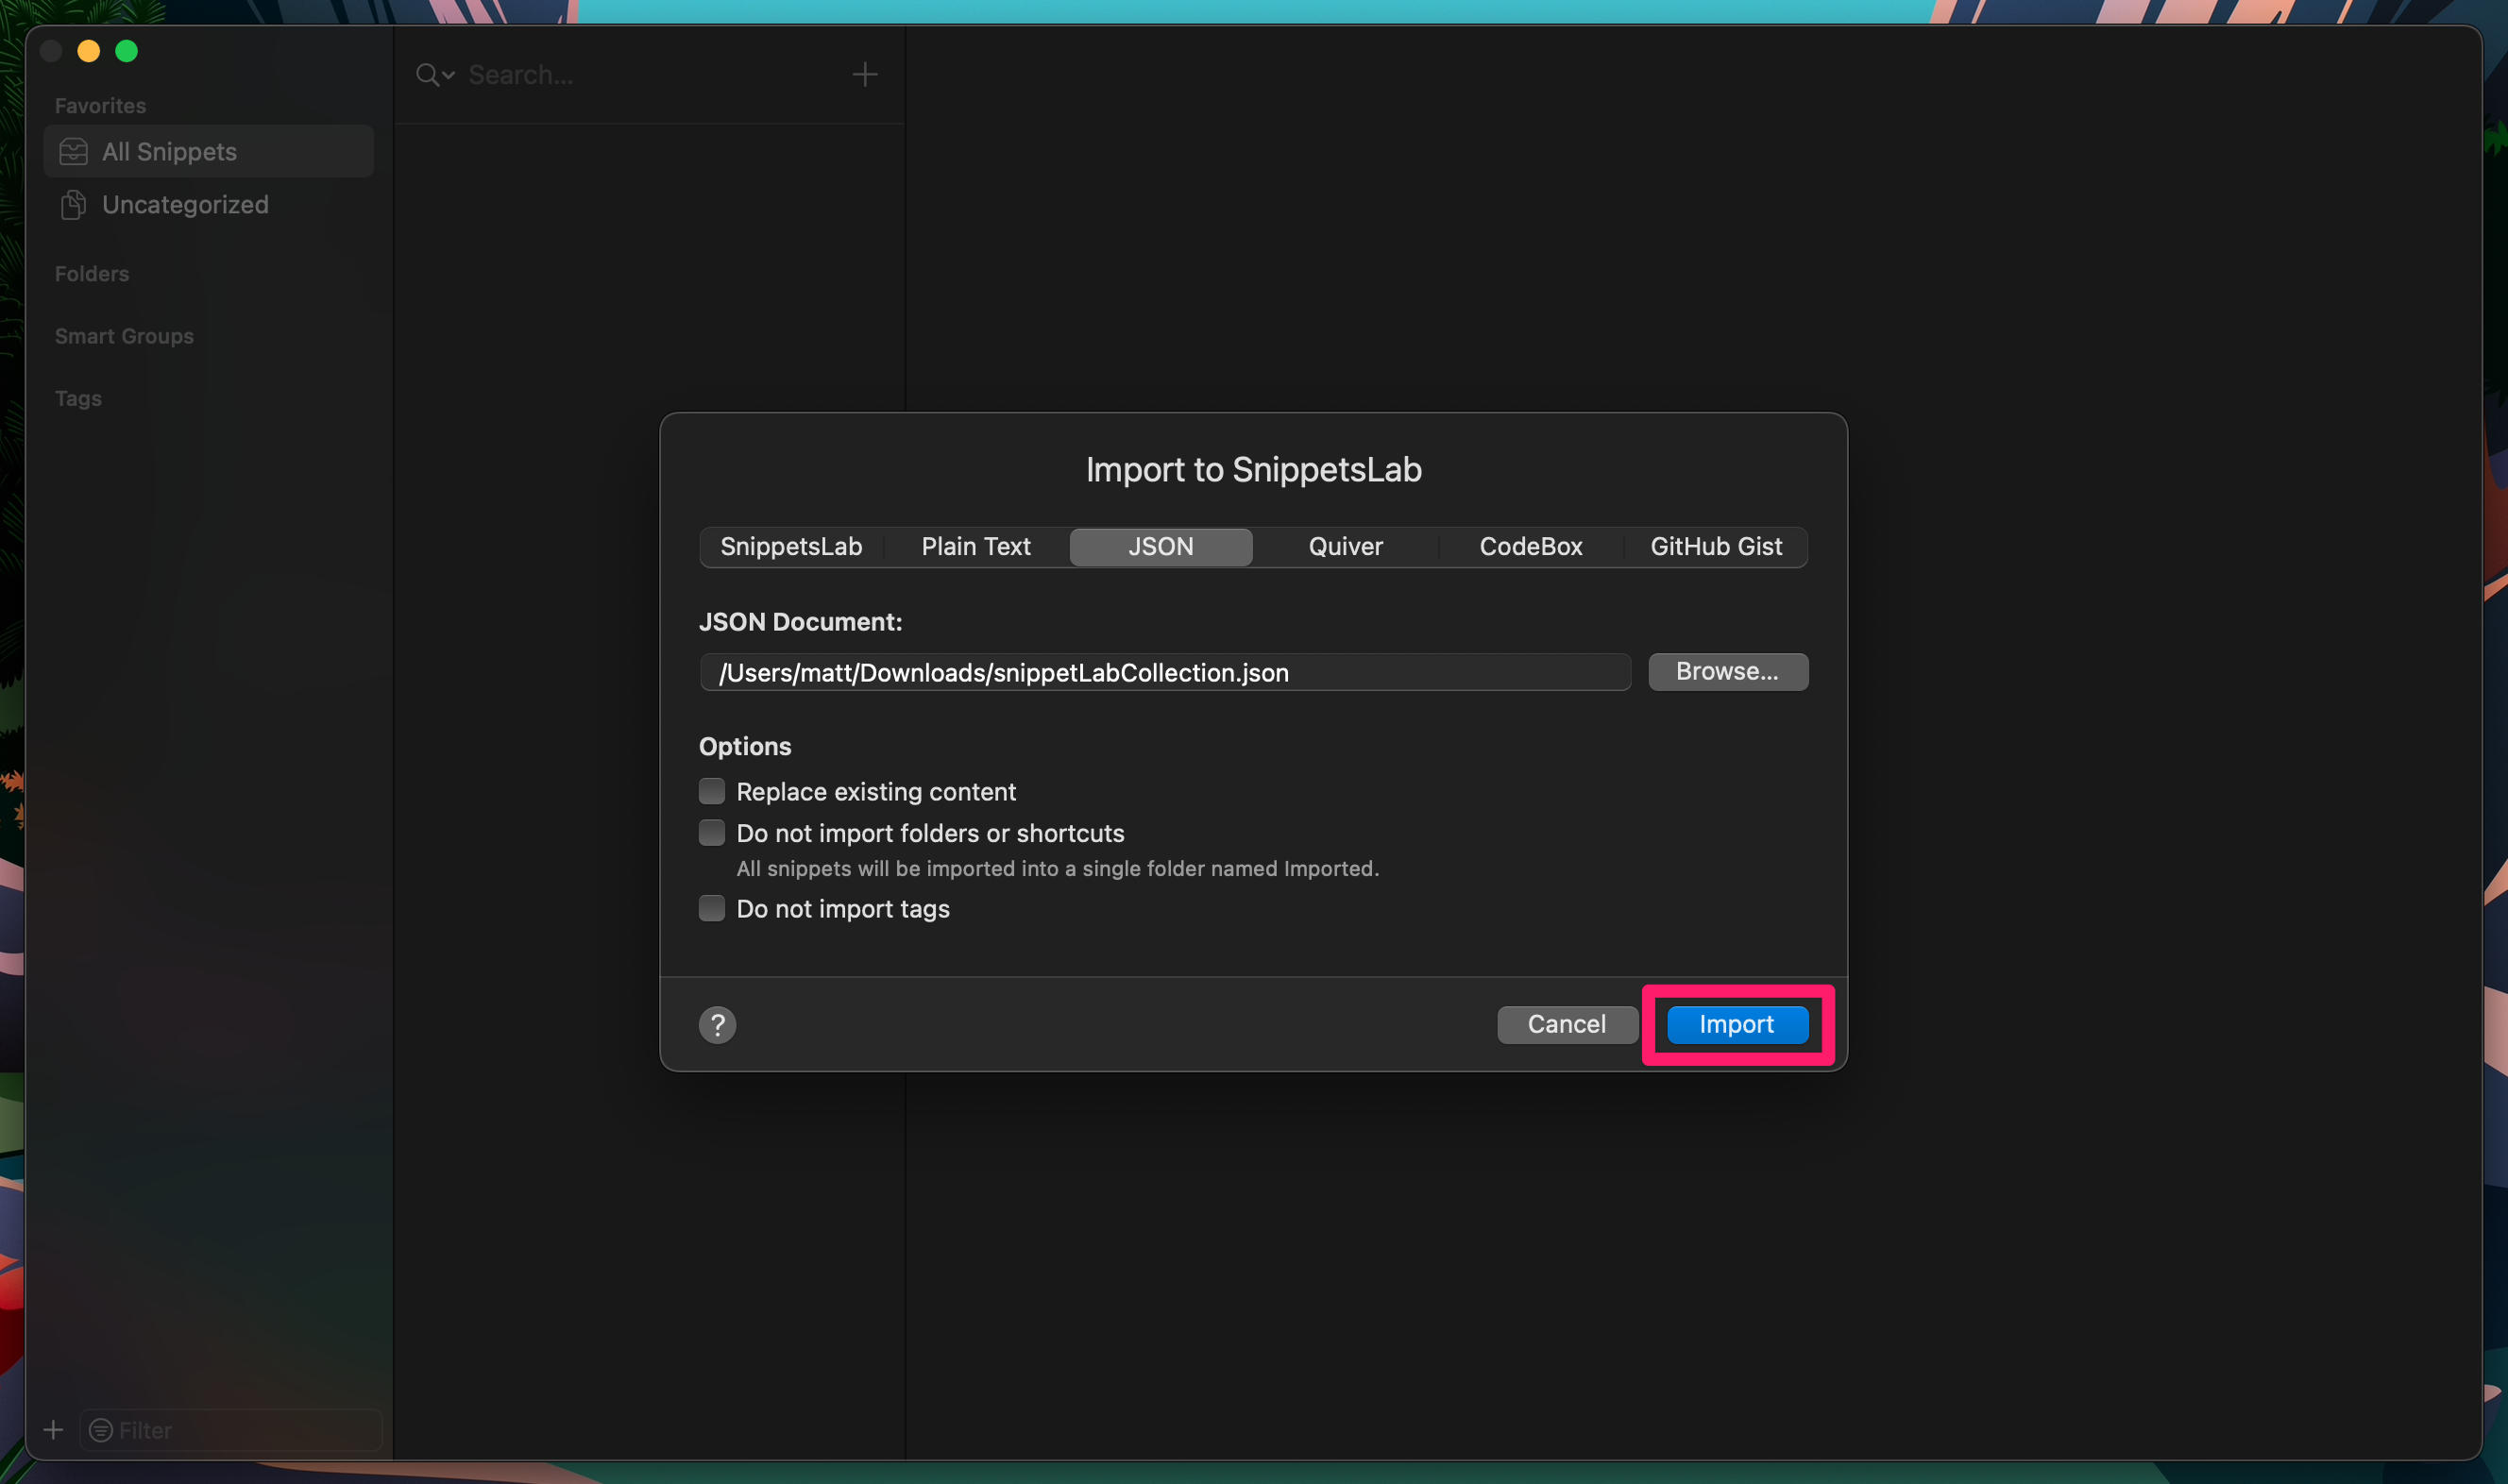 Favorites
All Snippets
Uncategorized
Folders
Smart Groups
Tags
Filter
Search...
Import to SnippetsLab
SnippetsLab Plain Text JSON Quiver CodeBox GitHub Gist
JSON Document:
/Users/matt/Downloads/snippetLabCollection.json Browse...
Options
Replace existing content
Do not import folders or shortcuts
All snippets will be imported into a single folder named Imported.
Do not import tags
? Cancel Import